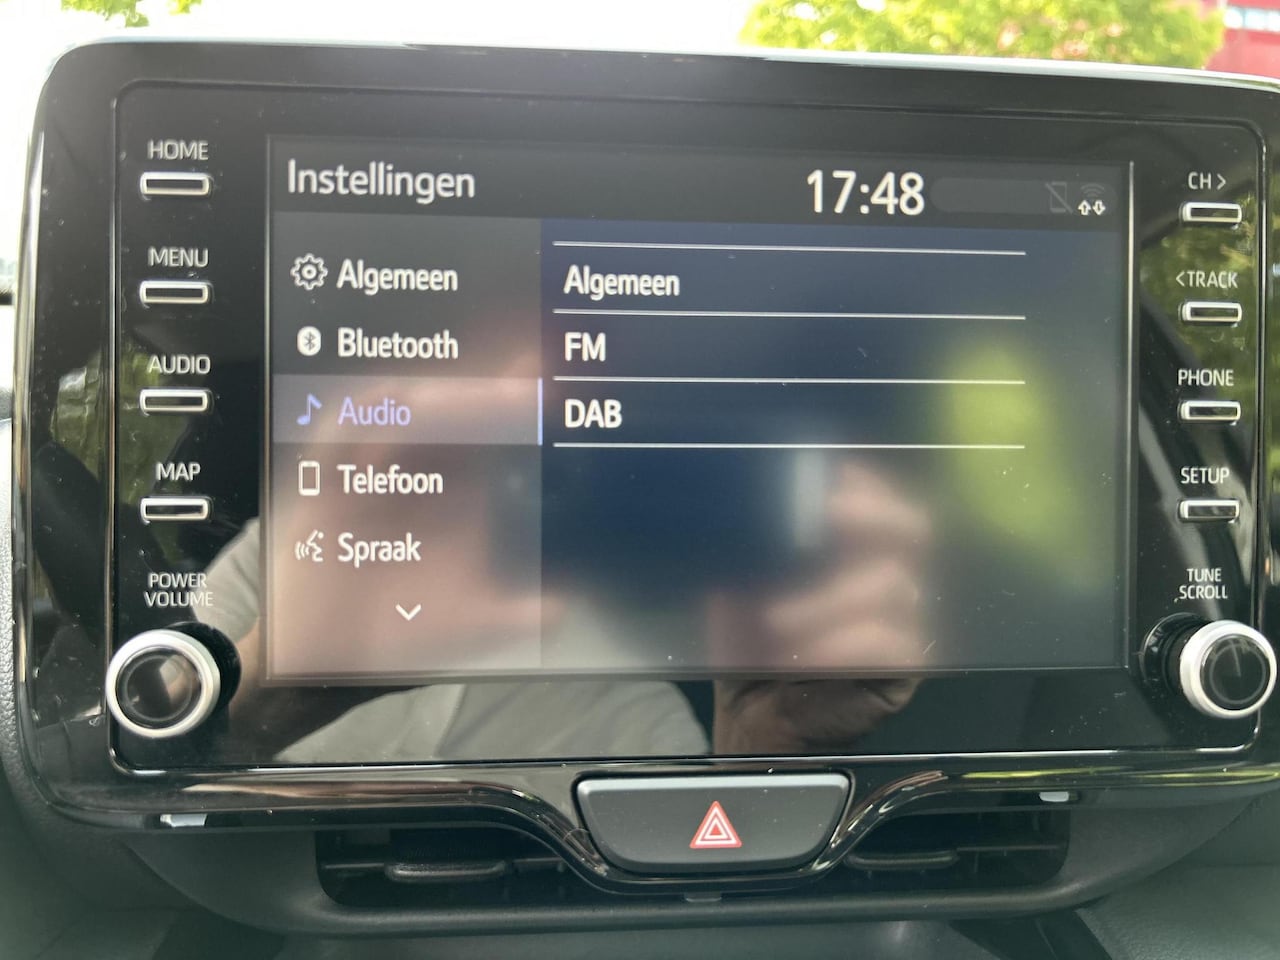 HOME
MENU
AUDIO
MAP
POWER
VOLUME
Instellingen
17:48
Algemeen
Bluetooth
Audio
Telefoon
Spraak
Algemeen
FM
DAB
CH >
<TRACK
PHONE
SETUP
TUNE
SCROLL